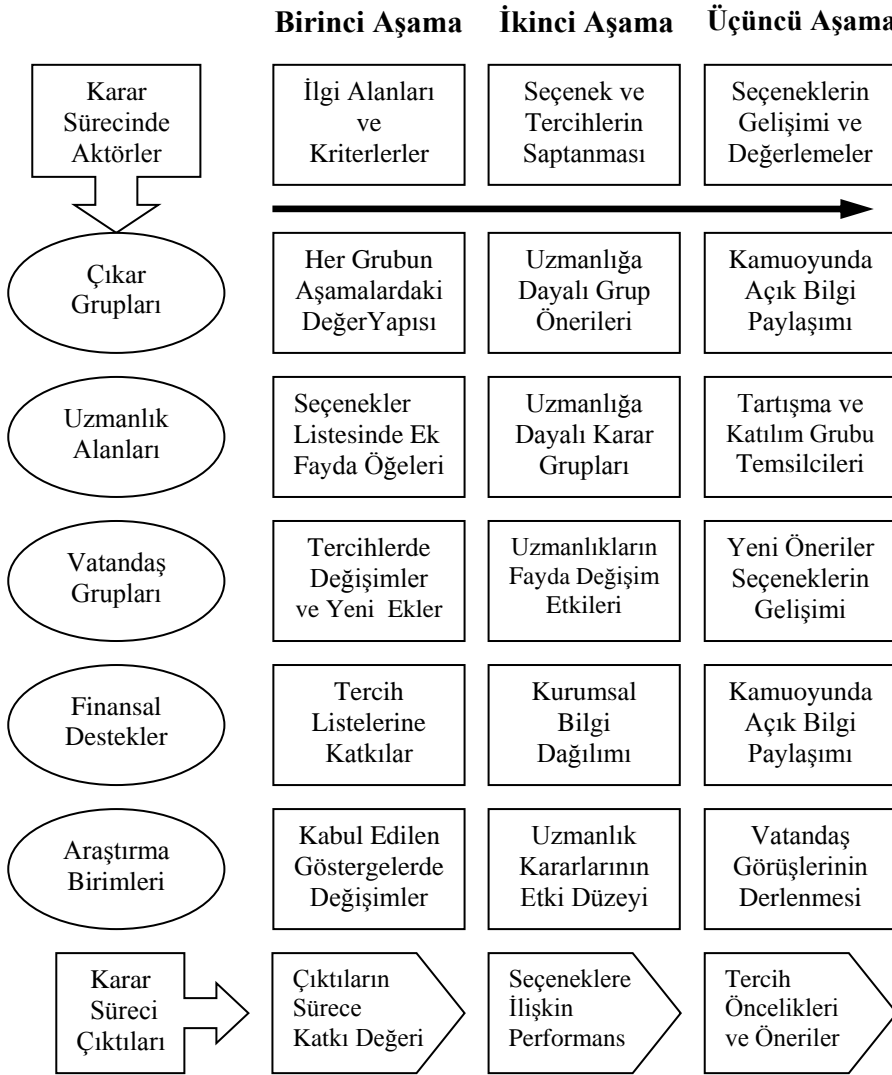 Birinci Aşama İkinci Aşama Üçüncü Aşama
Karar
Sürecinde
Aktörler
İlgi Alanları
ve
Kriterlerler
Seçenek ve
Tercihlerin
Saptanması
Seçeneklerin
Gelişimi ve
Değerlemeler
Çıkar
Grupları
Her Grubun
Aşamalardaki
DeğerYapısı
Uzmanlığa
Dayalı Grup
Önerileri
Kamuoyunda
Açık Bilgi
Paylaşımı
Uzmanlık
Alanları
Seçenekler
Listesinde Ek
Fayda Öğeleri
Uzmanlığa
Dayalı Karar
Grupları
Tartışma ve
Katılım Grubu
Temsilcileri
Vatandaş
Grupları
Tercihlerde
Değişimler
ve Yeni Ekler
Uzmanlıkların
Fayda Değişim
Etkileri
Yeni Öneriler
Seçeneklerin
Gelişimi
Finansal
Destekler
Tercih
Listelerine
Katkılar
Kurumsal
Bilgi
Dağılımı
Kamuoyunda
Açık Bilgi
Paylaşımı
Araştırma
Birimleri
Kabul Edilen
Göstergelerde
Değişimler
Uzmanlık
Kararlarının
Etki Düzeyi
Vatandaş
Görüşlerinin
Derlenmesi
Karar
Süreci
Çıktıları
Çıktıların
Sürece
Katkı Değeri
Seçeneklere
İlişkin
Performans
Tercih
Öncelikleri
ve Öneriler